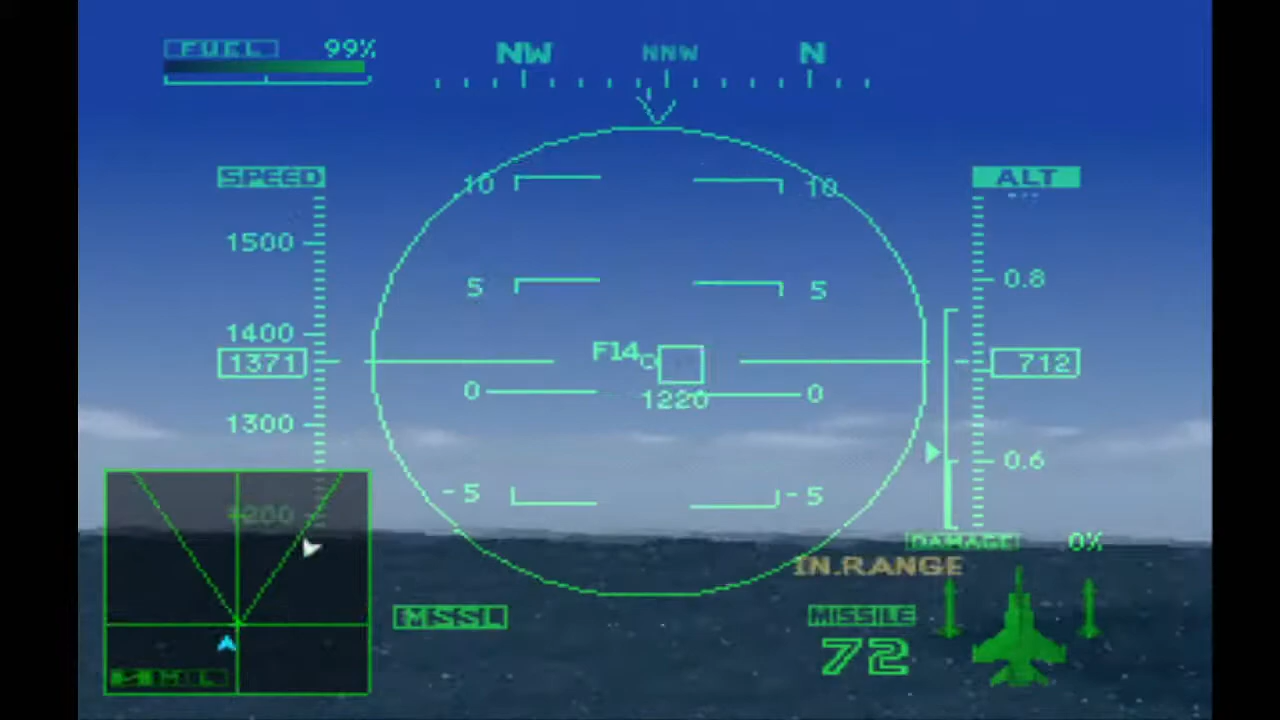 FUEL 99%
NW NNW N
SPEED ALT
10 10
1500
0.8
5 5
1400
F14
1371 712
0 0
1220
1300
0.6
-5 -5
1200
DAMAGE 0%
IN.RANGE
MSSL MISSILE
72